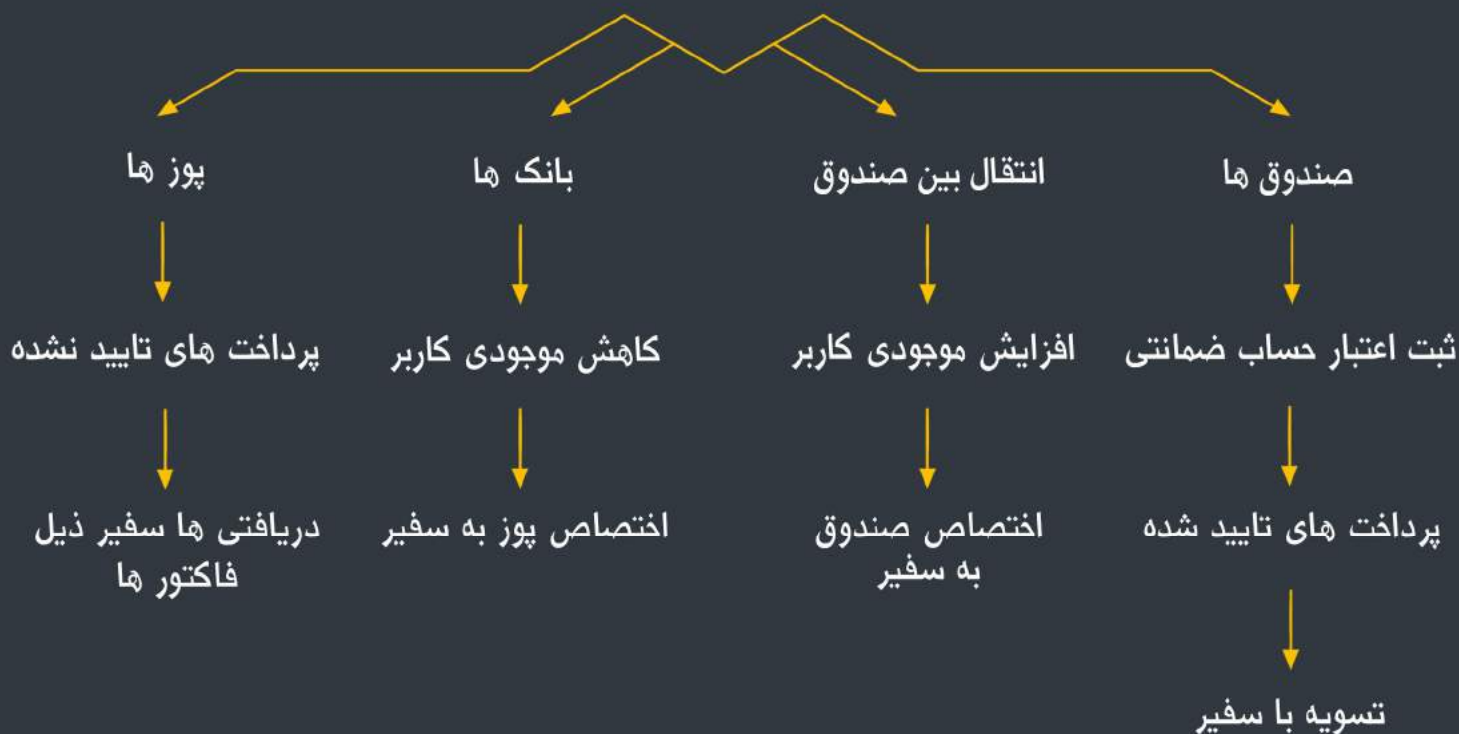 صندوق ها
انتقال بین صندوق
بانک ها
پوز ها
ثبت اعتبار حساب ضمانتی
افزایش موجودی کاربر
کاهش موجودی کاربر
پرداخت های تایید نشده
پرداخت های تایید شده
اختصاص صندوق
به سفیر
اختصاص پوز به سفیر
دریافتی ها سفیر ذیل
فاکتور ها
تسویه با سفیر